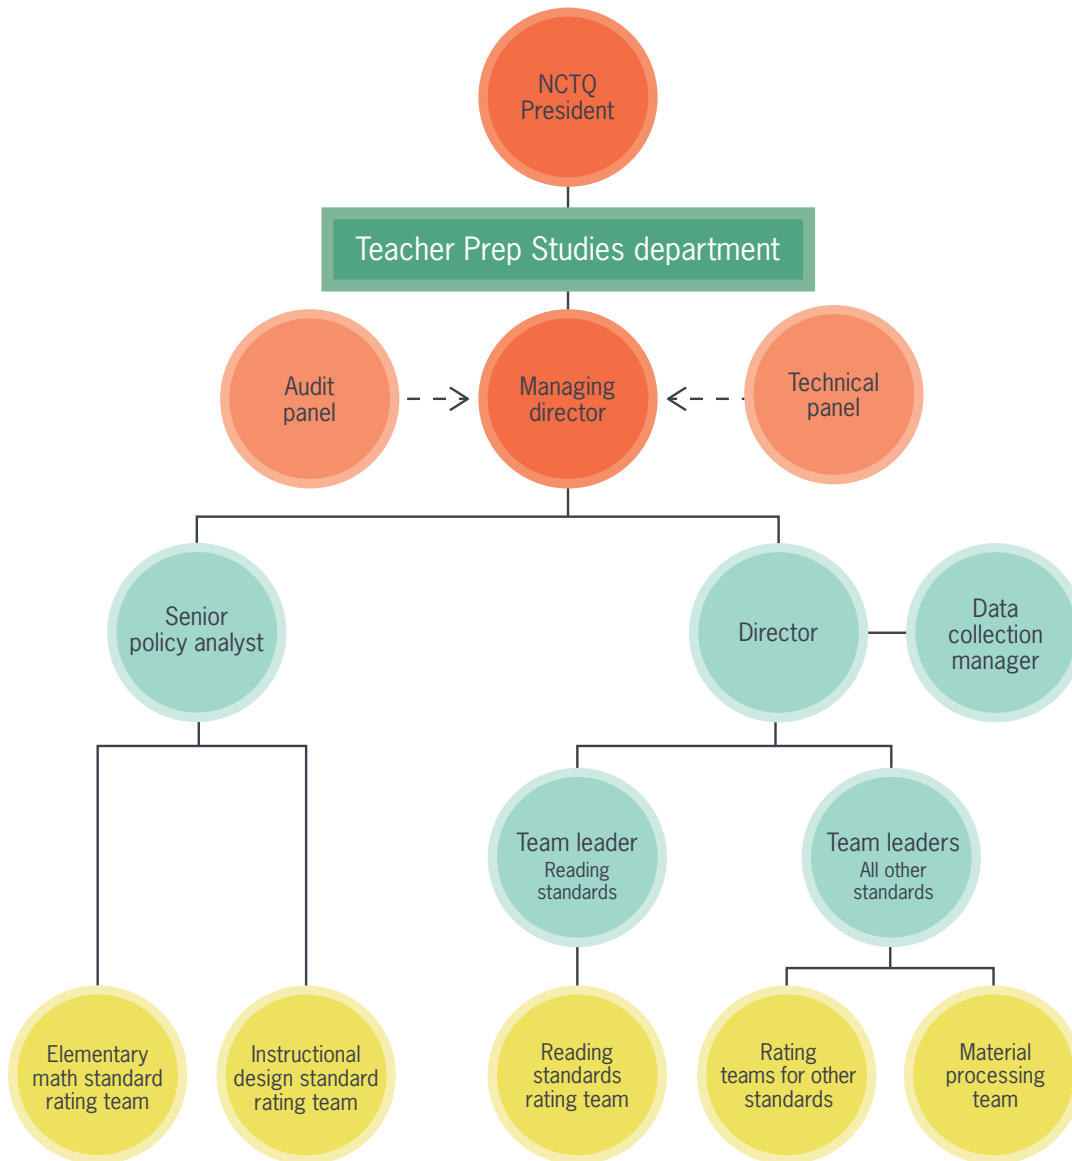 NCTQ
President
Teacher Prep Studies department
Audit
panel
Managing
director
Technical
panel
Senior
policy analyst
Director
Data
collection
manager
Team leader
Reading
standards
Team leaders
All other
standards
Elementary
math standard
rating team
Instructional
design standard
rating team
Reading
standards
rating team
Rating
teams for other
standards
Material
processing
team